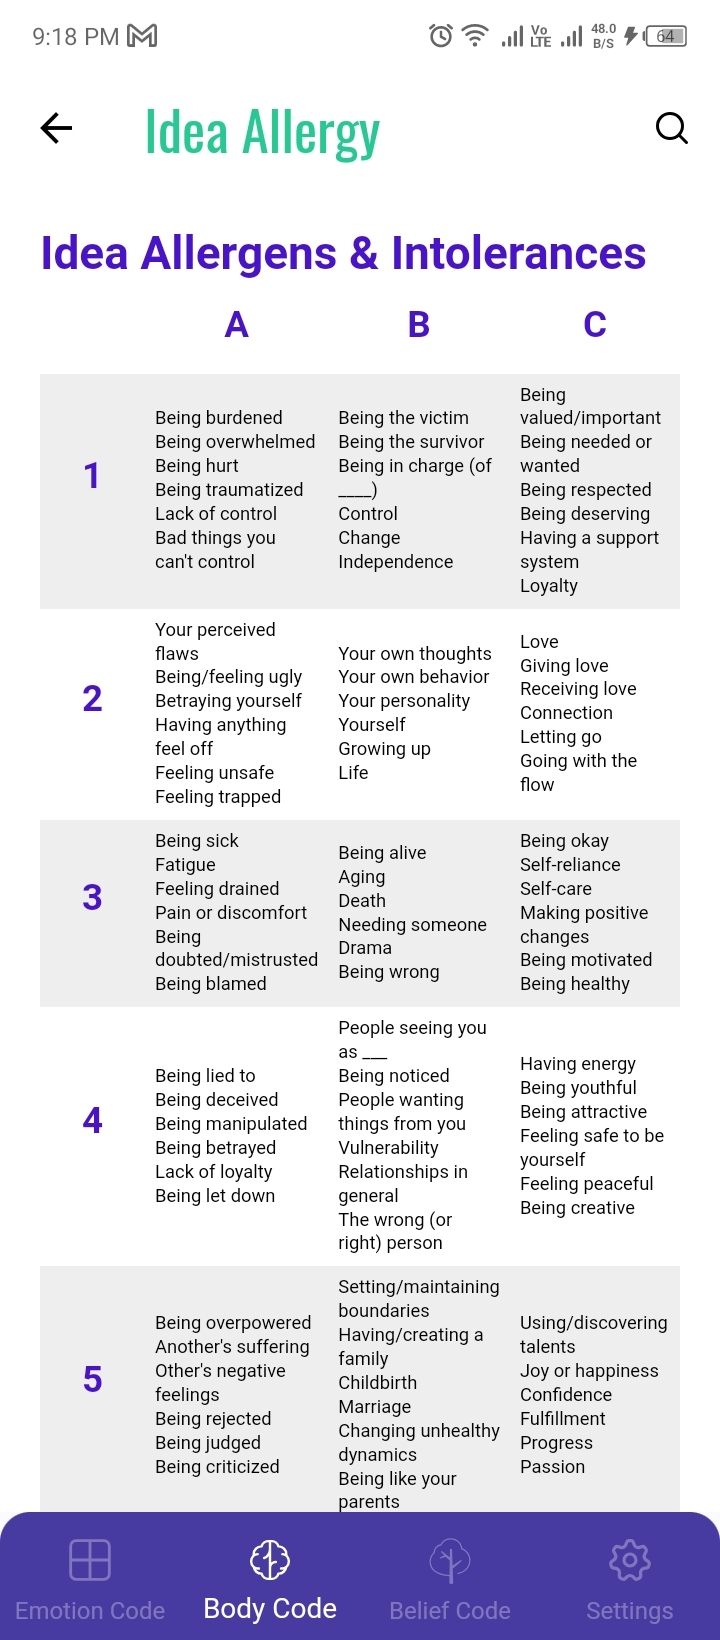 9:18 PM
Vo LTE
48.0 B/S
64
Idea Allergy
Idea Allergens & Intolerances
A B C
1
Being burdened
Being overwhelmed
Being hurt
Being traumatized
Lack of control
Bad things you
can't control
Being the victim
Being the survivor
Being in charge (of
____)
Control
Change
Independence
Being
valued/important
Being needed or
wanted
Being respected
Being deserving
Having a support
system
Loyalty
2
Your perceived
flaws
Being/feeling ugly
Betraying yourself
Having anything
feel off
Feeling unsafe
Feeling trapped
Your own thoughts
Your own behavior
Your personality
Yourself
Growing up
Life
Love
Giving love
Receiving love
Connection
Letting go
Going with the
flow
3
Being sick
Fatigue
Feeling drained
Pain or discomfort
Being
doubted/mistrusted
Being blamed
Being alive
Aging
Death
Needing someone
Drama
Being wrong
Being okay
Self-reliance
Self-care
Making positive
changes
Being motivated
Being healthy
4
Being lied to
Being deceived
Being manipulated
Being betrayed
Lack of loyalty
Being let down
People seeing you
as ___
Being noticed
People wanting
things from you
Vulnerability
Relationships in
general
The wrong (or
right) person
Having energy
Being youthful
Being attractive
Feeling safe to be
yourself
Feeling peaceful
Being creative
5
Being overpowered
Another's suffering
Other's negative
feelings
Being rejected
Being judged
Being criticized
Setting/maintaining
boundaries
Having/creating a
family
Childbirth
Marriage
Changing unhealthy
dynamics
Being like your
parents
Using/discovering
talents
Joy or happiness
Confidence
Fulfillment
Progress
Passion
Emotion Code
Body Code
Belief Code
Settings